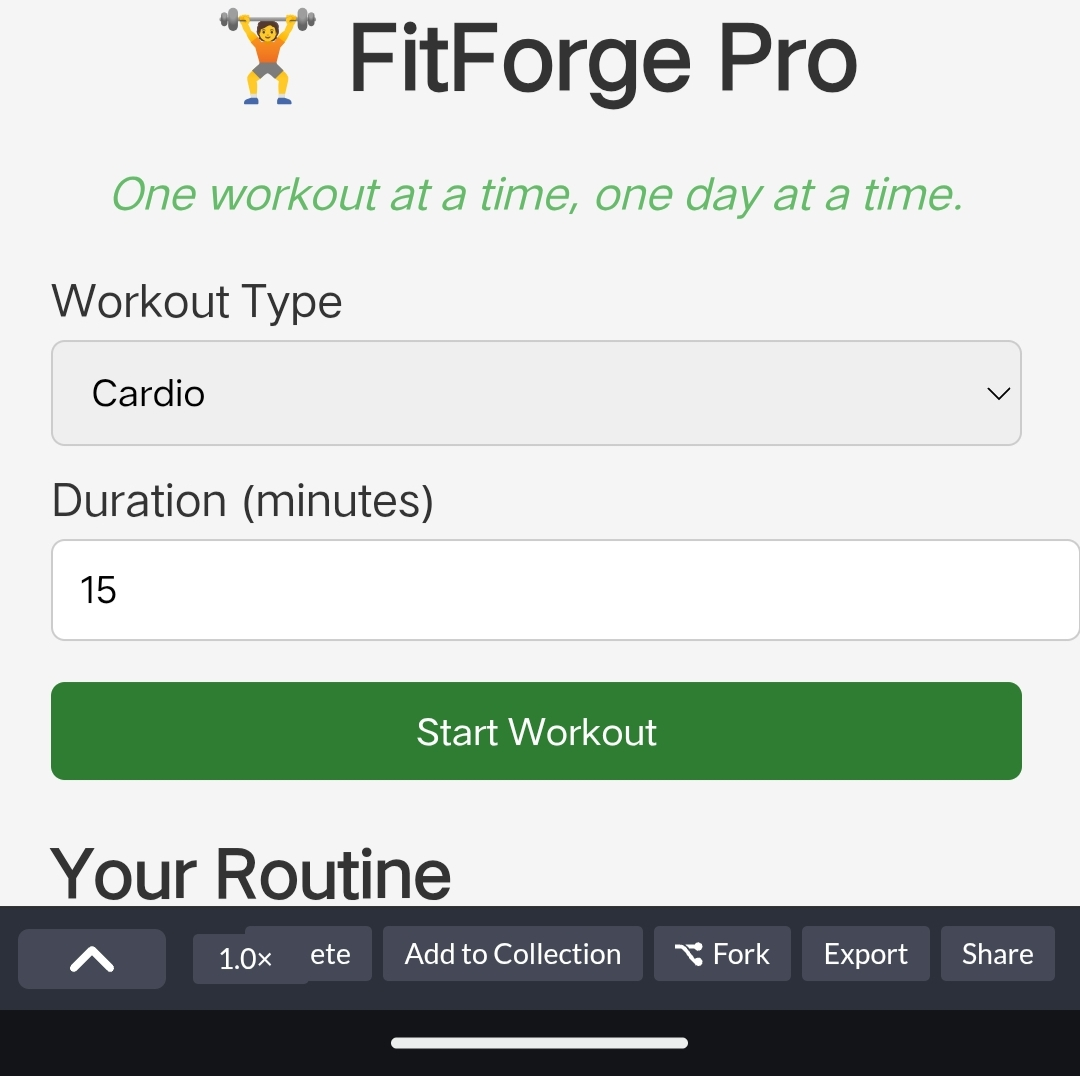 FitForge Pro
One workout at a time, one day at a time.
Workout Type
Cardio
Duration (minutes)
15
Start Workout
Your Routine
1.0× ete Add to Collection Fork Export Share